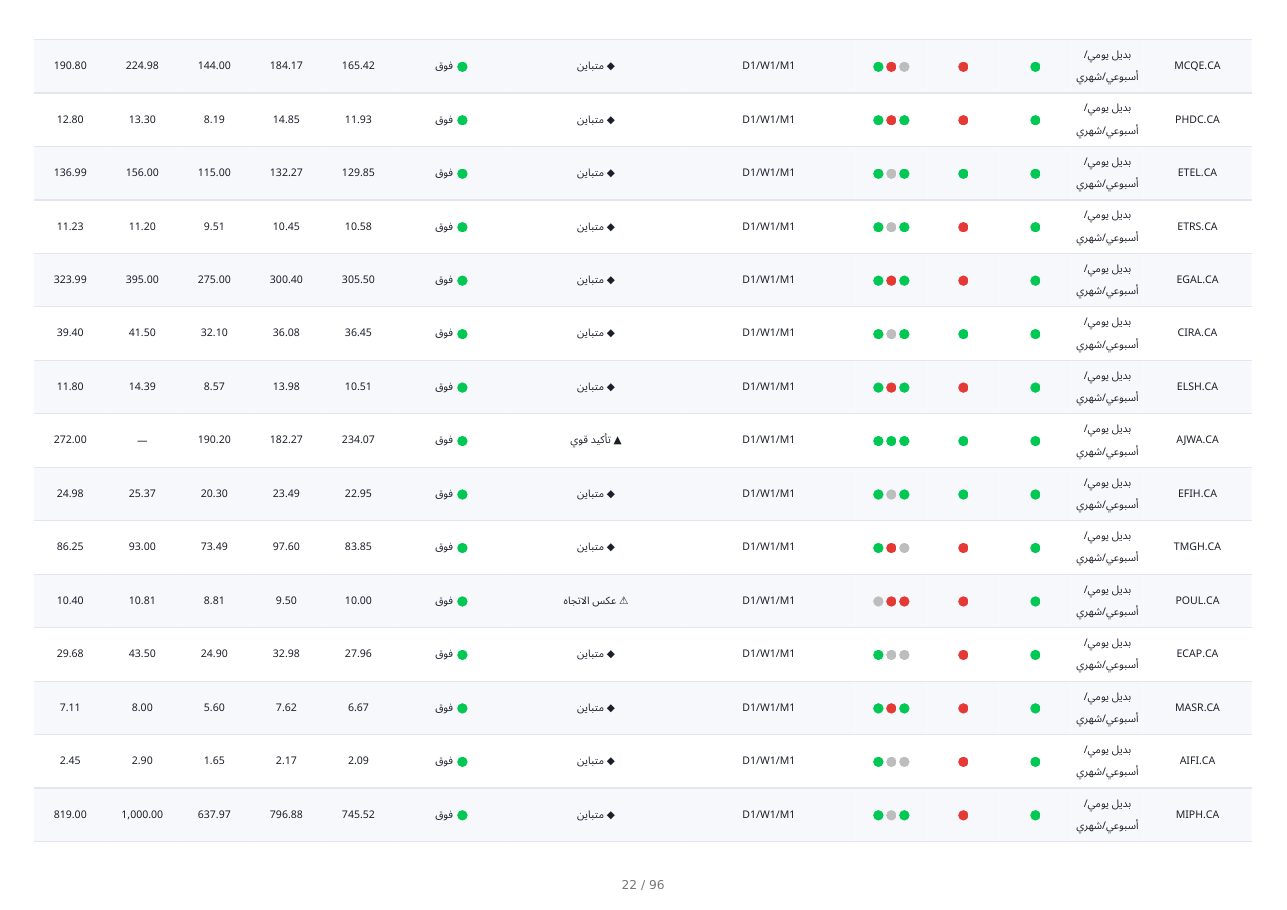 MCQE.CA بديل يومي/ أسبوعي/شهري D1/W1/M1 ◆ متباين فوق 165.42 184.17 144.00 224.98 190.80
PHDC.CA بديل يومي/ أسبوعي/شهري D1/W1/M1 ◆ متباين فوق 11.93 14.85 8.19 13.30 12.80
ETEL.CA بديل يومي/ أسبوعي/شهري D1/W1/M1 ◆ متباين فوق 129.85 132.27 115.00 156.00 136.99
ETRS.CA بديل يومي/ أسبوعي/شهري D1/W1/M1 ◆ متباين فوق 10.58 10.45 9.51 11.20 11.23
EGAL.CA بديل يومي/ أسبوعي/شهري D1/W1/M1 ◆ متباين فوق 305.50 300.40 275.00 395.00 323.99
CIRA.CA بديل يومي/ أسبوعي/شهري D1/W1/M1 ◆ متباين فوق 36.45 36.08 32.10 41.50 39.40
ELSH.CA بديل يومي/ أسبوعي/شهري D1/W1/M1 ◆ متباين فوق 10.51 13.98 8.57 14.39 11.80
AJWA.CA بديل يومي/ أسبوعي/شهري D1/W1/M1 ▲ تأكيد قوي فوق 234.07 182.27 190.20 — 272.00
EFIH.CA بديل يومي/ أسبوعي/شهري D1/W1/M1 ◆ متباين فوق 22.95 23.49 20.30 25.37 24.98
TMGH.CA بديل يومي/ أسبوعي/شهري D1/W1/M1 ◆ متباين فوق 83.85 97.60 73.49 93.00 86.25
POUL.CA بديل يومي/ أسبوعي/شهري D1/W1/M1 ⚠ عكس الاتجاه فوق 10.00 9.50 8.81 10.81 10.40
ECAP.CA بديل يومي/ أسبوعي/شهري D1/W1/M1 ◆ متباين فوق 27.96 32.98 24.90 43.50 29.68
MASR.CA بديل يومي/ أسبوعي/شهري D1/W1/M1 ◆ متباين فوق 6.67 7.62 5.60 8.00 7.11
AIFI.CA بديل يومي/ أسبوعي/شهري D1/W1/M1 ◆ متباين فوق 2.09 2.17 1.65 2.90 2.45
MIPH.CA بديل يومي/ أسبوعي/شهري D1/W1/M1 ◆ متباين فوق 745.52 796.88 637.97 1,000.00 819.00
22 / 96